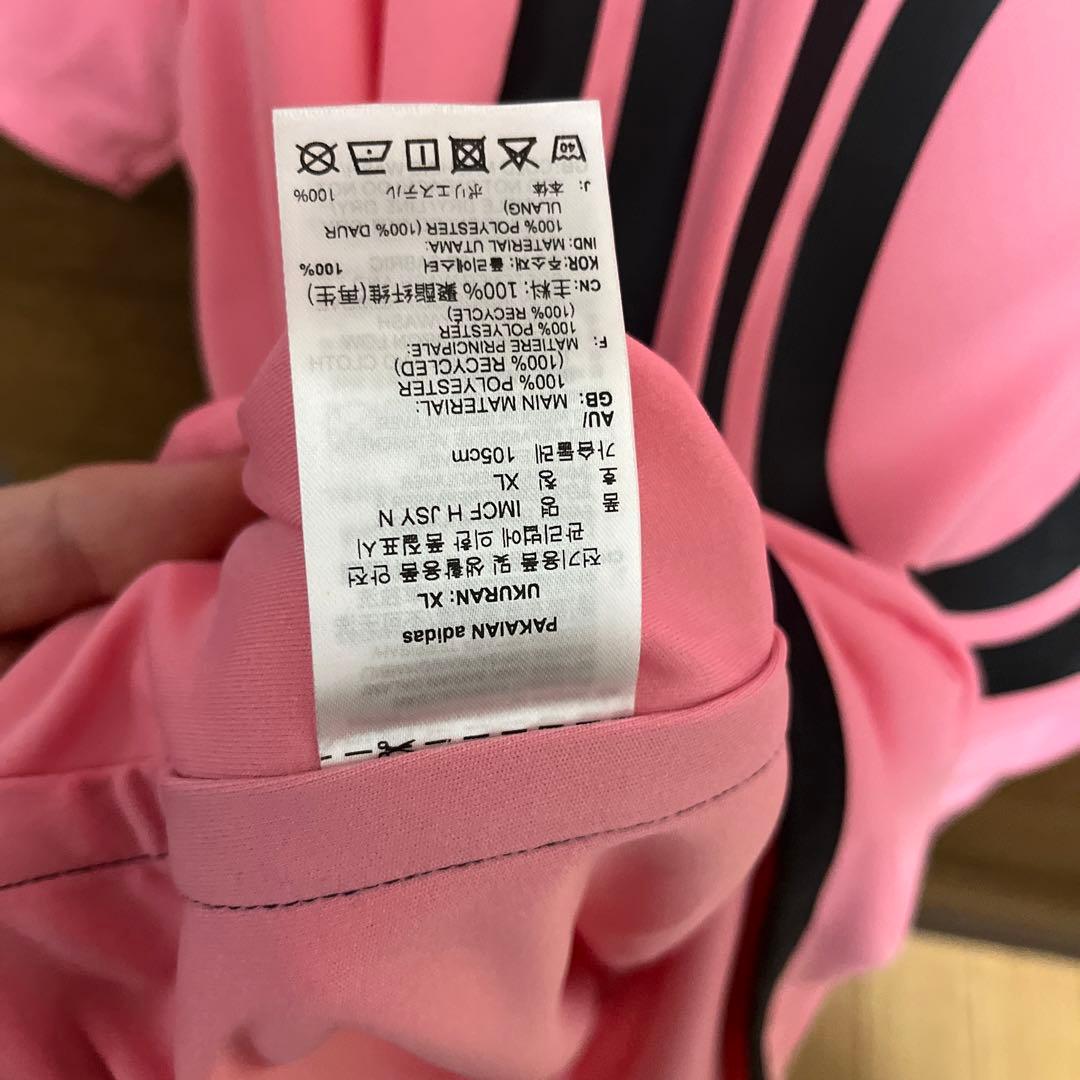 PAKAIAN adidas
UKURAN: XL
전기용품 및 생활용품 안전
관리법에 의한 품질표시
품 명 IMCF H JSY N
호 칭 XL
가슴둘레 105cm
AU/
GB: MAIN MATERIAL:
100% POLYESTER
(100% RECYCLED)
F: MATIERE PRINCIPALE:
100% POLYESTER
(100% RECYCLE)
CN: 主料: 100% 聚酯纤维(再生)
KOR: 주소재: 폴리에스터 100%
IND: MATERIAL UTAMA:
100% POLYESTER (100% DAUR
ULANG)
J: 本体 ポリエステル 100%
40